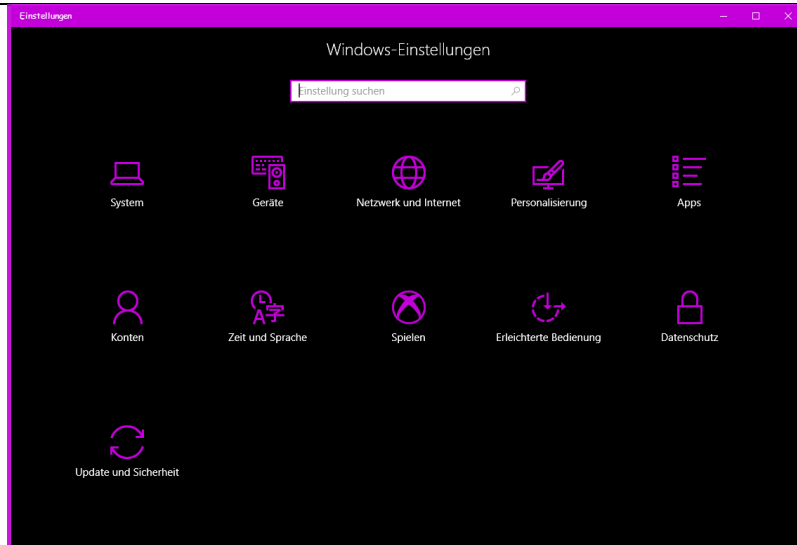 Einstellungen
Windows-Einstellungen
Einstellung suchen
System
Geräte
Netzwerk und Internet
Personalisierung
Apps
Konten
Zeit und Sprache
Spielen
Erleichterte Bedienung
Datenschutz
Update und Sicherheit